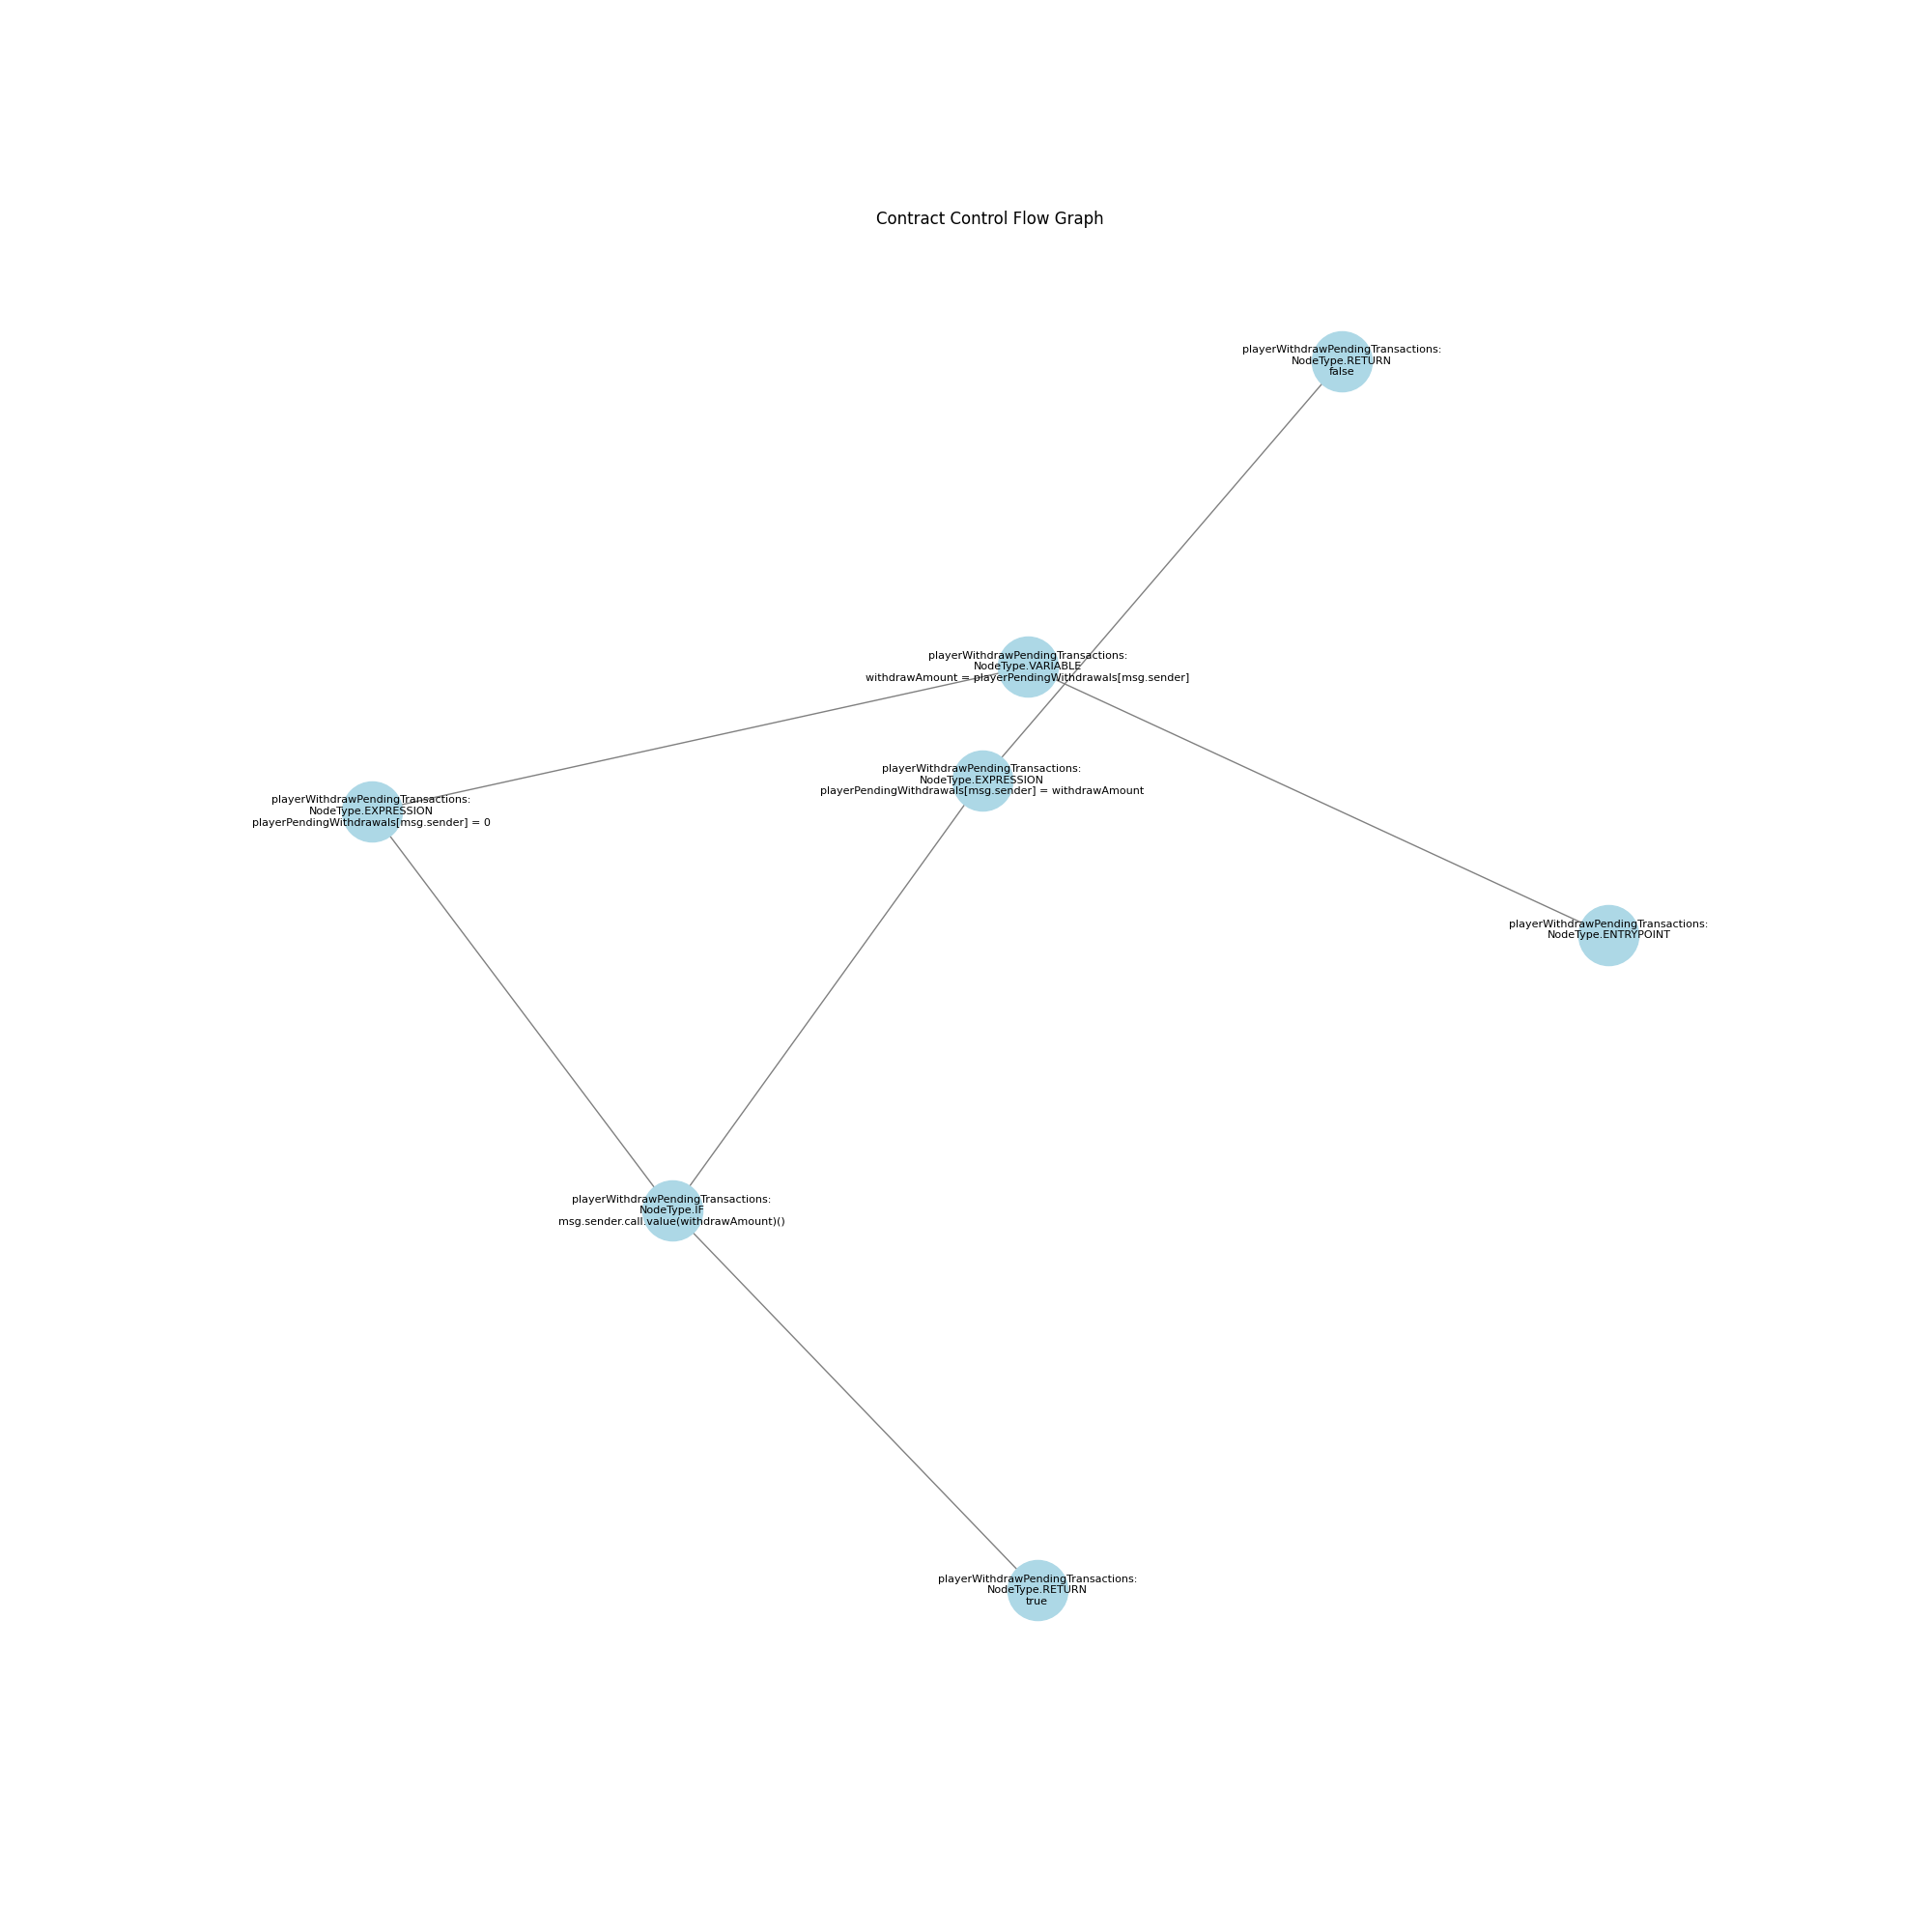 Contract Control Flow Graph
playerWithdrawPendingTransactions:
NodeType.RETURN
false
playerWithdrawPendingTransactions:
NodeType.VARIABLE
withdrawAmount = playerPendingWithdrawals[msg.sender]
playerWithdrawPendingTransactions:
NodeType.EXPRESSION
playerPendingWithdrawals[msg.sender] = withdrawAmount
playerWithdrawPendingTransactions:
NodeType.EXPRESSION
playerPendingWithdrawals[msg.sender] = 0
playerWithdrawPendingTransactions:
NodeType.ENTRYPOINT
playerWithdrawPendingTransactions:
NodeType.IF
msg.sender.call.value(withdrawAmount)()
playerWithdrawPendingTransactions:
NodeType.RETURN
true